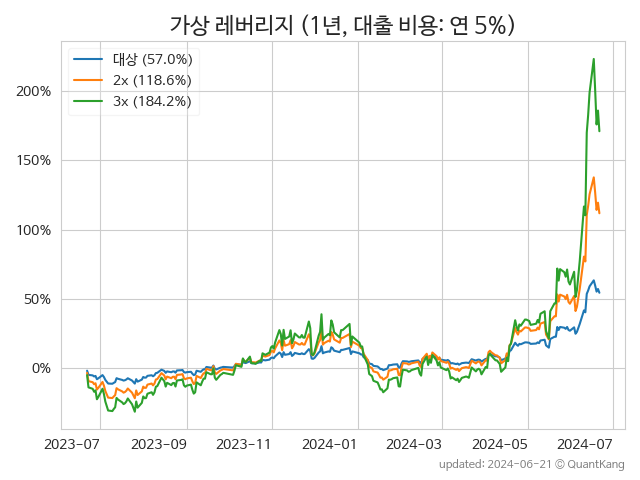 가상 레버리지 (1년, 대출 비용: 연 5%)
대상 (57.0%)
2x (118.6%)
3x (184.2%)
200%
150%
100%
50%
0%
2023-07 2023-09 2023-11 2024-01 2024-03 2024-05 2024-07
updated: 2024-06-21 © QuantKang